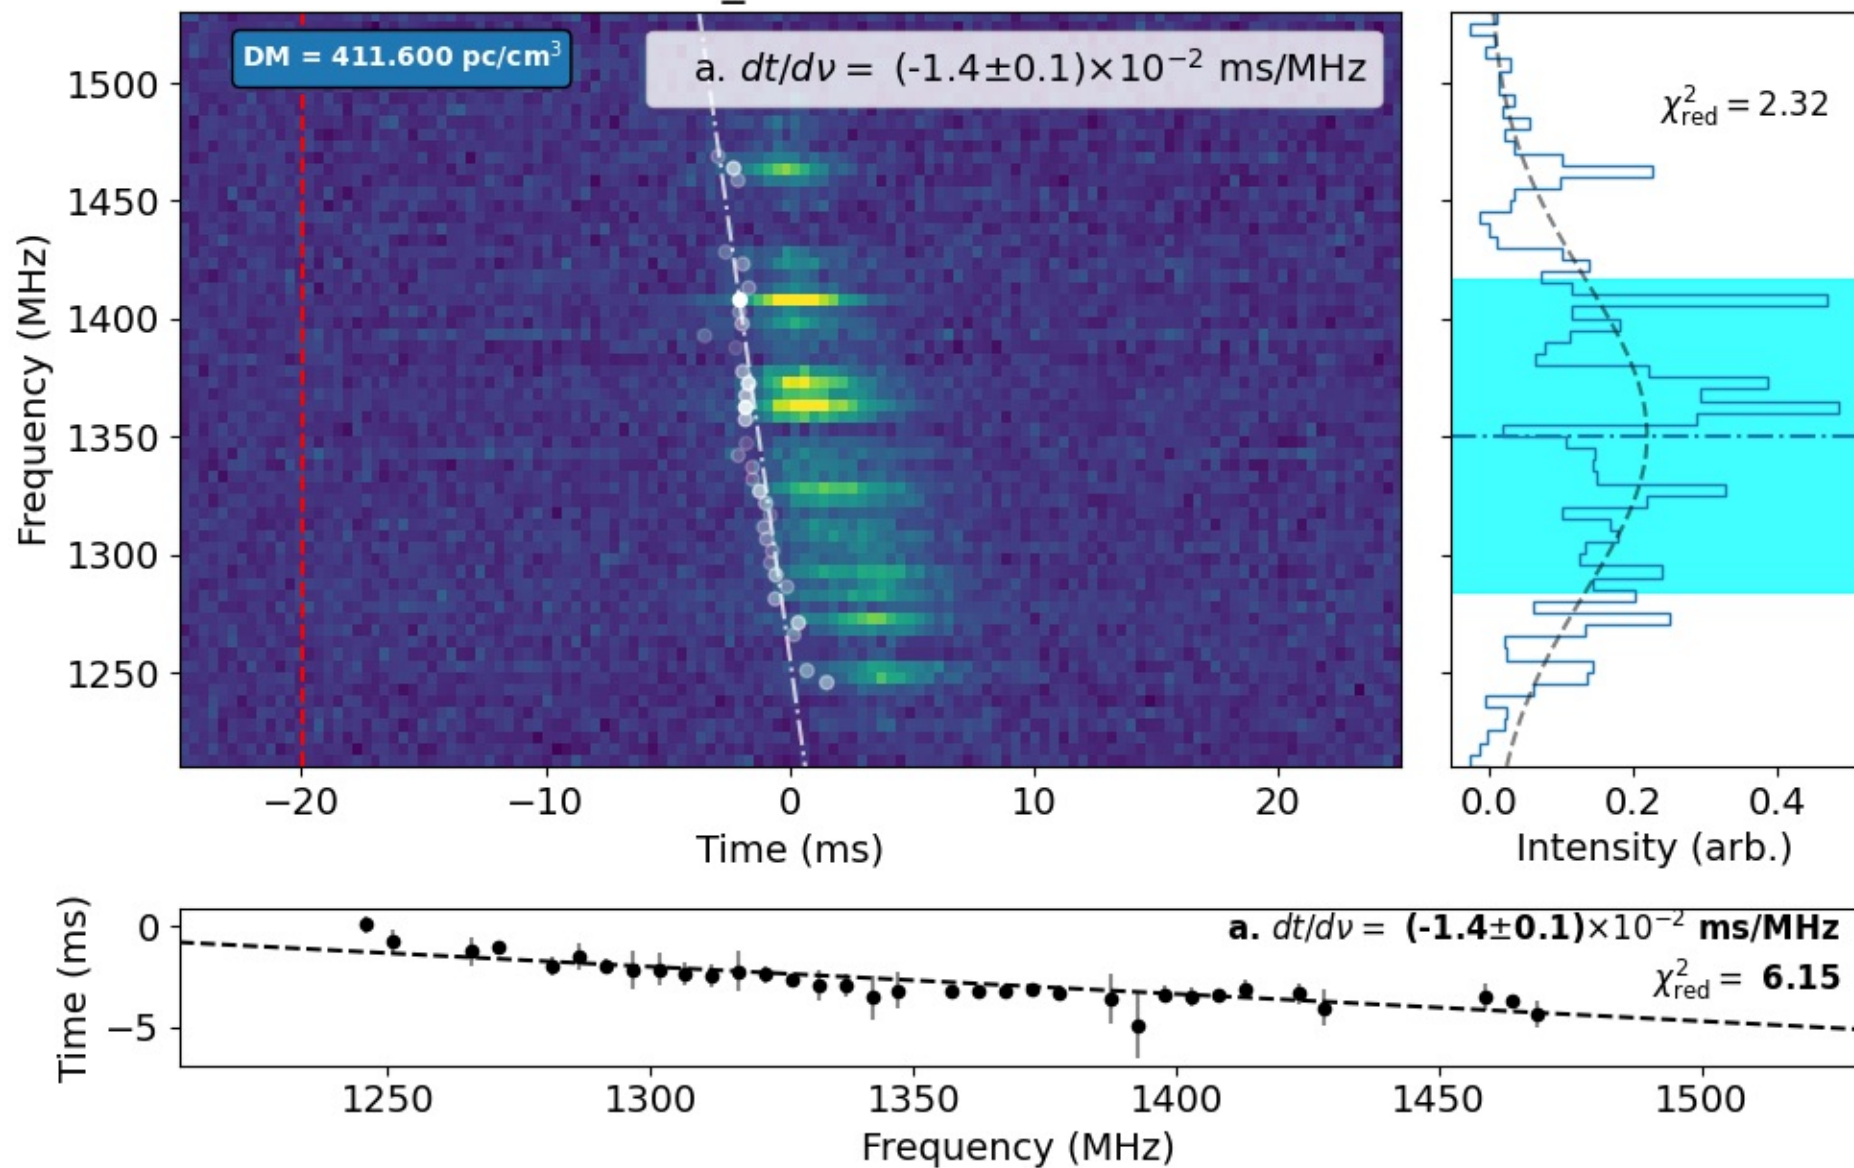 DM = 411.600 pc/cm³
a. dt/dν = (-1.4±0.1)×10⁻² ms/MHz
1500
1450
1400
1350
1300
1250
Frequency (MHz)
−20 −10 0 10 20
Time (ms)
χ²red = 2.32
0.0 0.2 0.4
Intensity (arb.)
a. dt/dν = (-1.4±0.1)×10⁻² ms/MHz
χ²red = 6.15
0
−5
Time (ms)
1250 1300 1350 1400 1450 1500
Frequency (MHz)